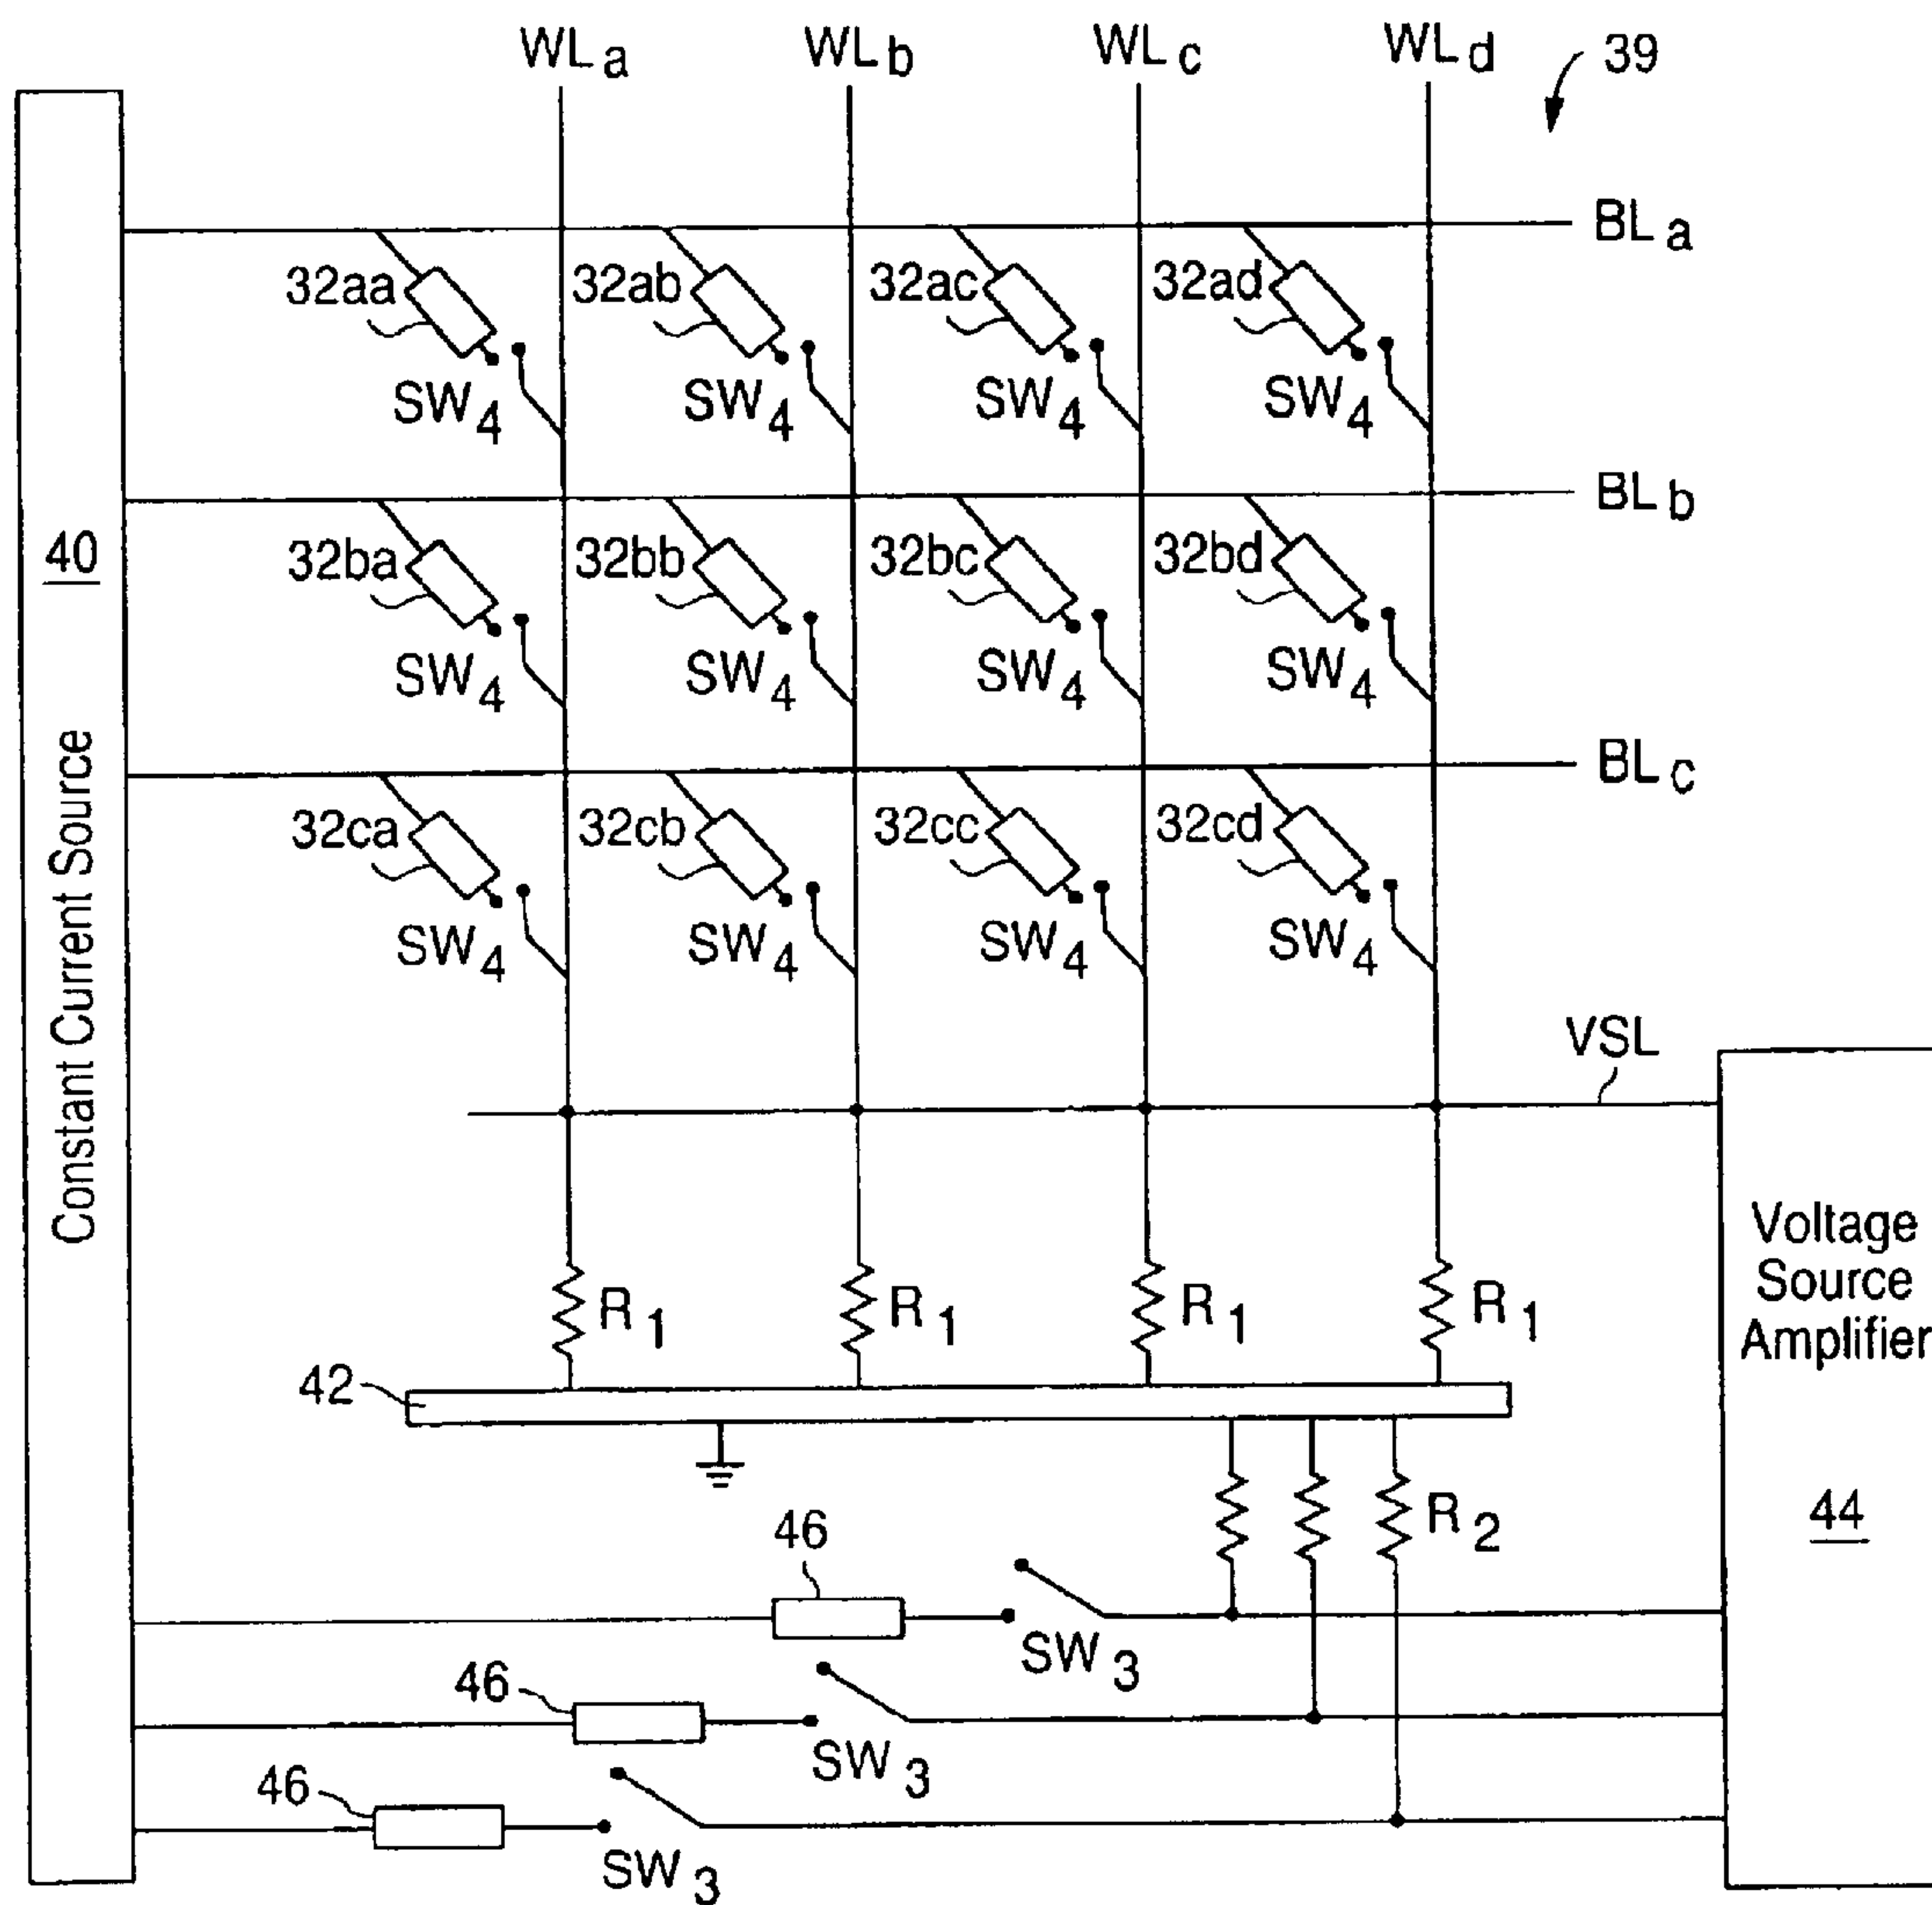 WLa WLb WLc WLd 39
BLa
32aa 32ab 32ac 32ad
SW4 SW4 SW4 SW4
BLb
40
32ba 32bb 32bc 32bd
SW4 SW4 SW4 SW4
BLc
Constant Current Source
32ca 32cb 32cc 32cd
SW4 SW4 SW4 SW4
VSL
Voltage
Source
Amplifier
R1 R1 R1 R1
42
R2
44
46
SW3
46
SW3
46
SW3